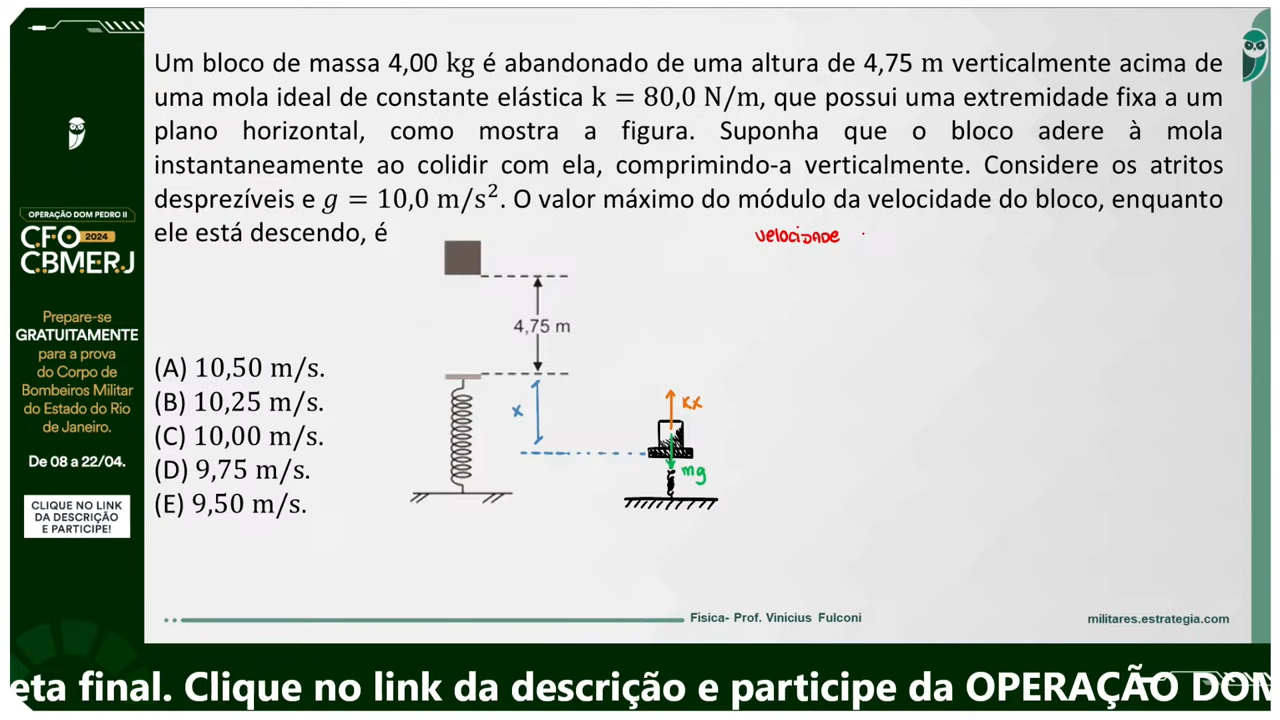 Um bloco de massa 4,00 kg é abandonado de uma altura de 4,75 m verticalmente acima de
uma mola ideal de constante elástica k = 80,0 N/m, que possui uma extremidade fixa a um
plano horizontal, como mostra a figura. Suponha que o bloco adere à mola
instantaneamente ao colidir com ela, comprimindo-a verticalmente. Considere os atritos
desprezíveis e g = 10,0 m/s². O valor máximo do módulo da velocidade do bloco, enquanto
ele está descendo, é
velocidade
4,75 m
(A) 10,50 m/s.
(B) 10,25 m/s.
(C) 10,00 m/s.
(D) 9,75 m/s.
(E) 9,50 m/s.
x
kx
mg
OPERAÇÃO DOM PEDRO II
CFO 2024
CBMERJ
Prepare-se
GRATUITAMENTE
para a prova
do Corpo de
Bombeiros Militar
do Estado do Rio
de Janeiro.
De 08 a 22/04.
CLIQUE NO LINK
DA DESCRIÇÃO
E PARTICIPE!
Física- Prof. Vinícius Fulconi
militares.estrategia.com
eta final. Clique no link da descrição e participe da OPERAÇÃO DOM